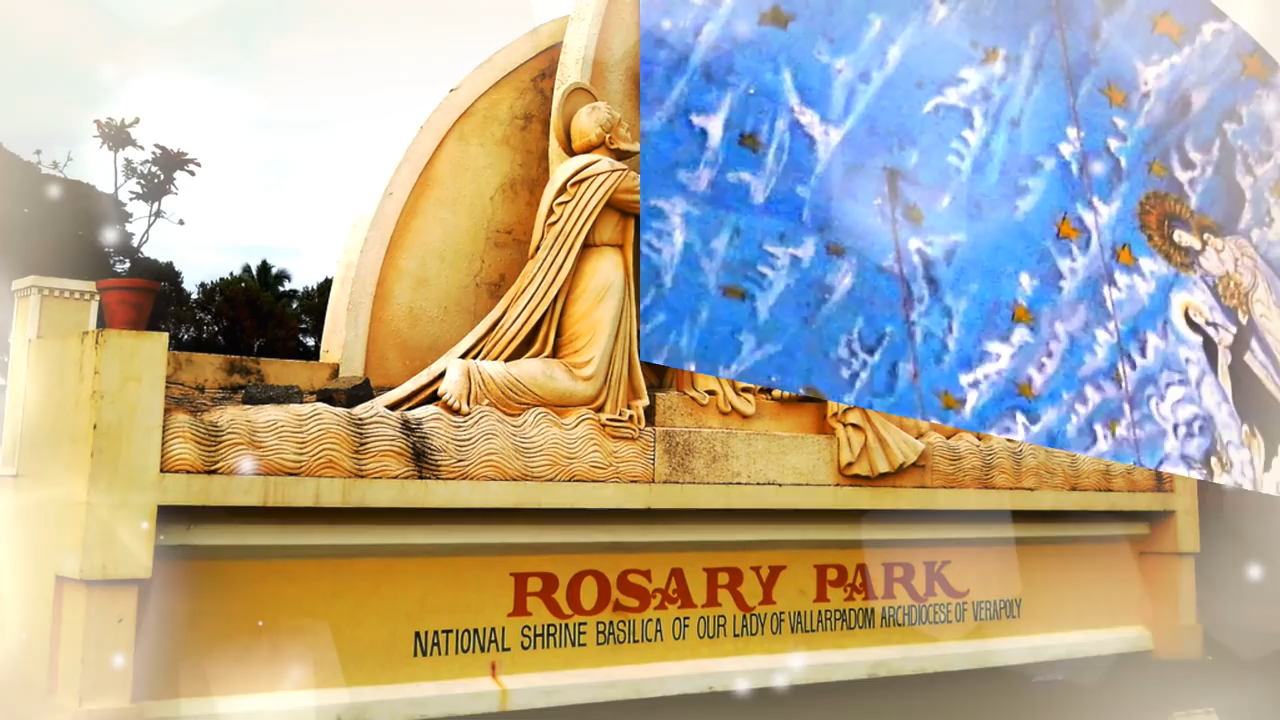 ROSARY PARK
NATIONAL SHRINE BASILICA OF OUR LADY OF VALLARPADOM ARCHDIOCESE OF VERAPOLY